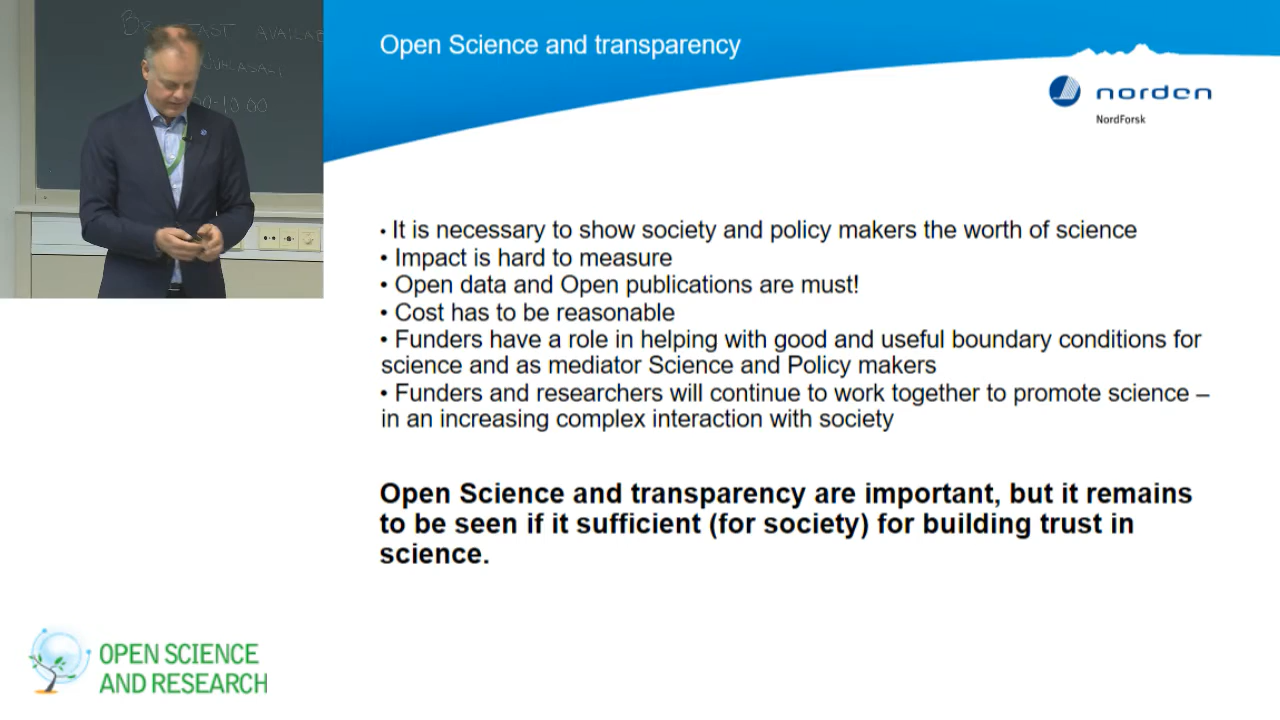 BR  FAST AVAILAB
-10.00
Open Science and transparency
norden
NordForsk
• It is necessary to show society and policy makers the worth of science
• Impact is hard to measure
• Open data and Open publications are must!
• Cost has to be reasonable
• Funders have a role in helping with good and useful boundary conditions for
science and as mediator Science and Policy makers
• Funders and researchers will continue to work together to promote science –
in an increasing complex interaction with society
Open Science and transparency are important, but it remains
to be seen if it sufficient (for society) for building trust in
science.
OPEN SCIENCE
AND RESEARCH